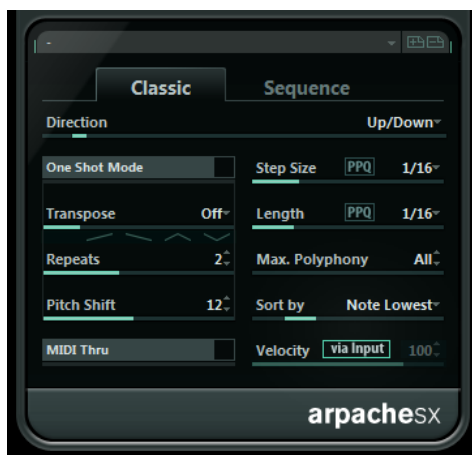 -
Classic Sequence
Direction Up/Down
One Shot Mode Step Size PPQ 1/16
Transpose Off Length PPQ 1/16
Repeats 2 Max. Polyphony All
Pitch Shift 12 Sort by Note Lowest
MIDI Thru Velocity via Input 100
arpachesx